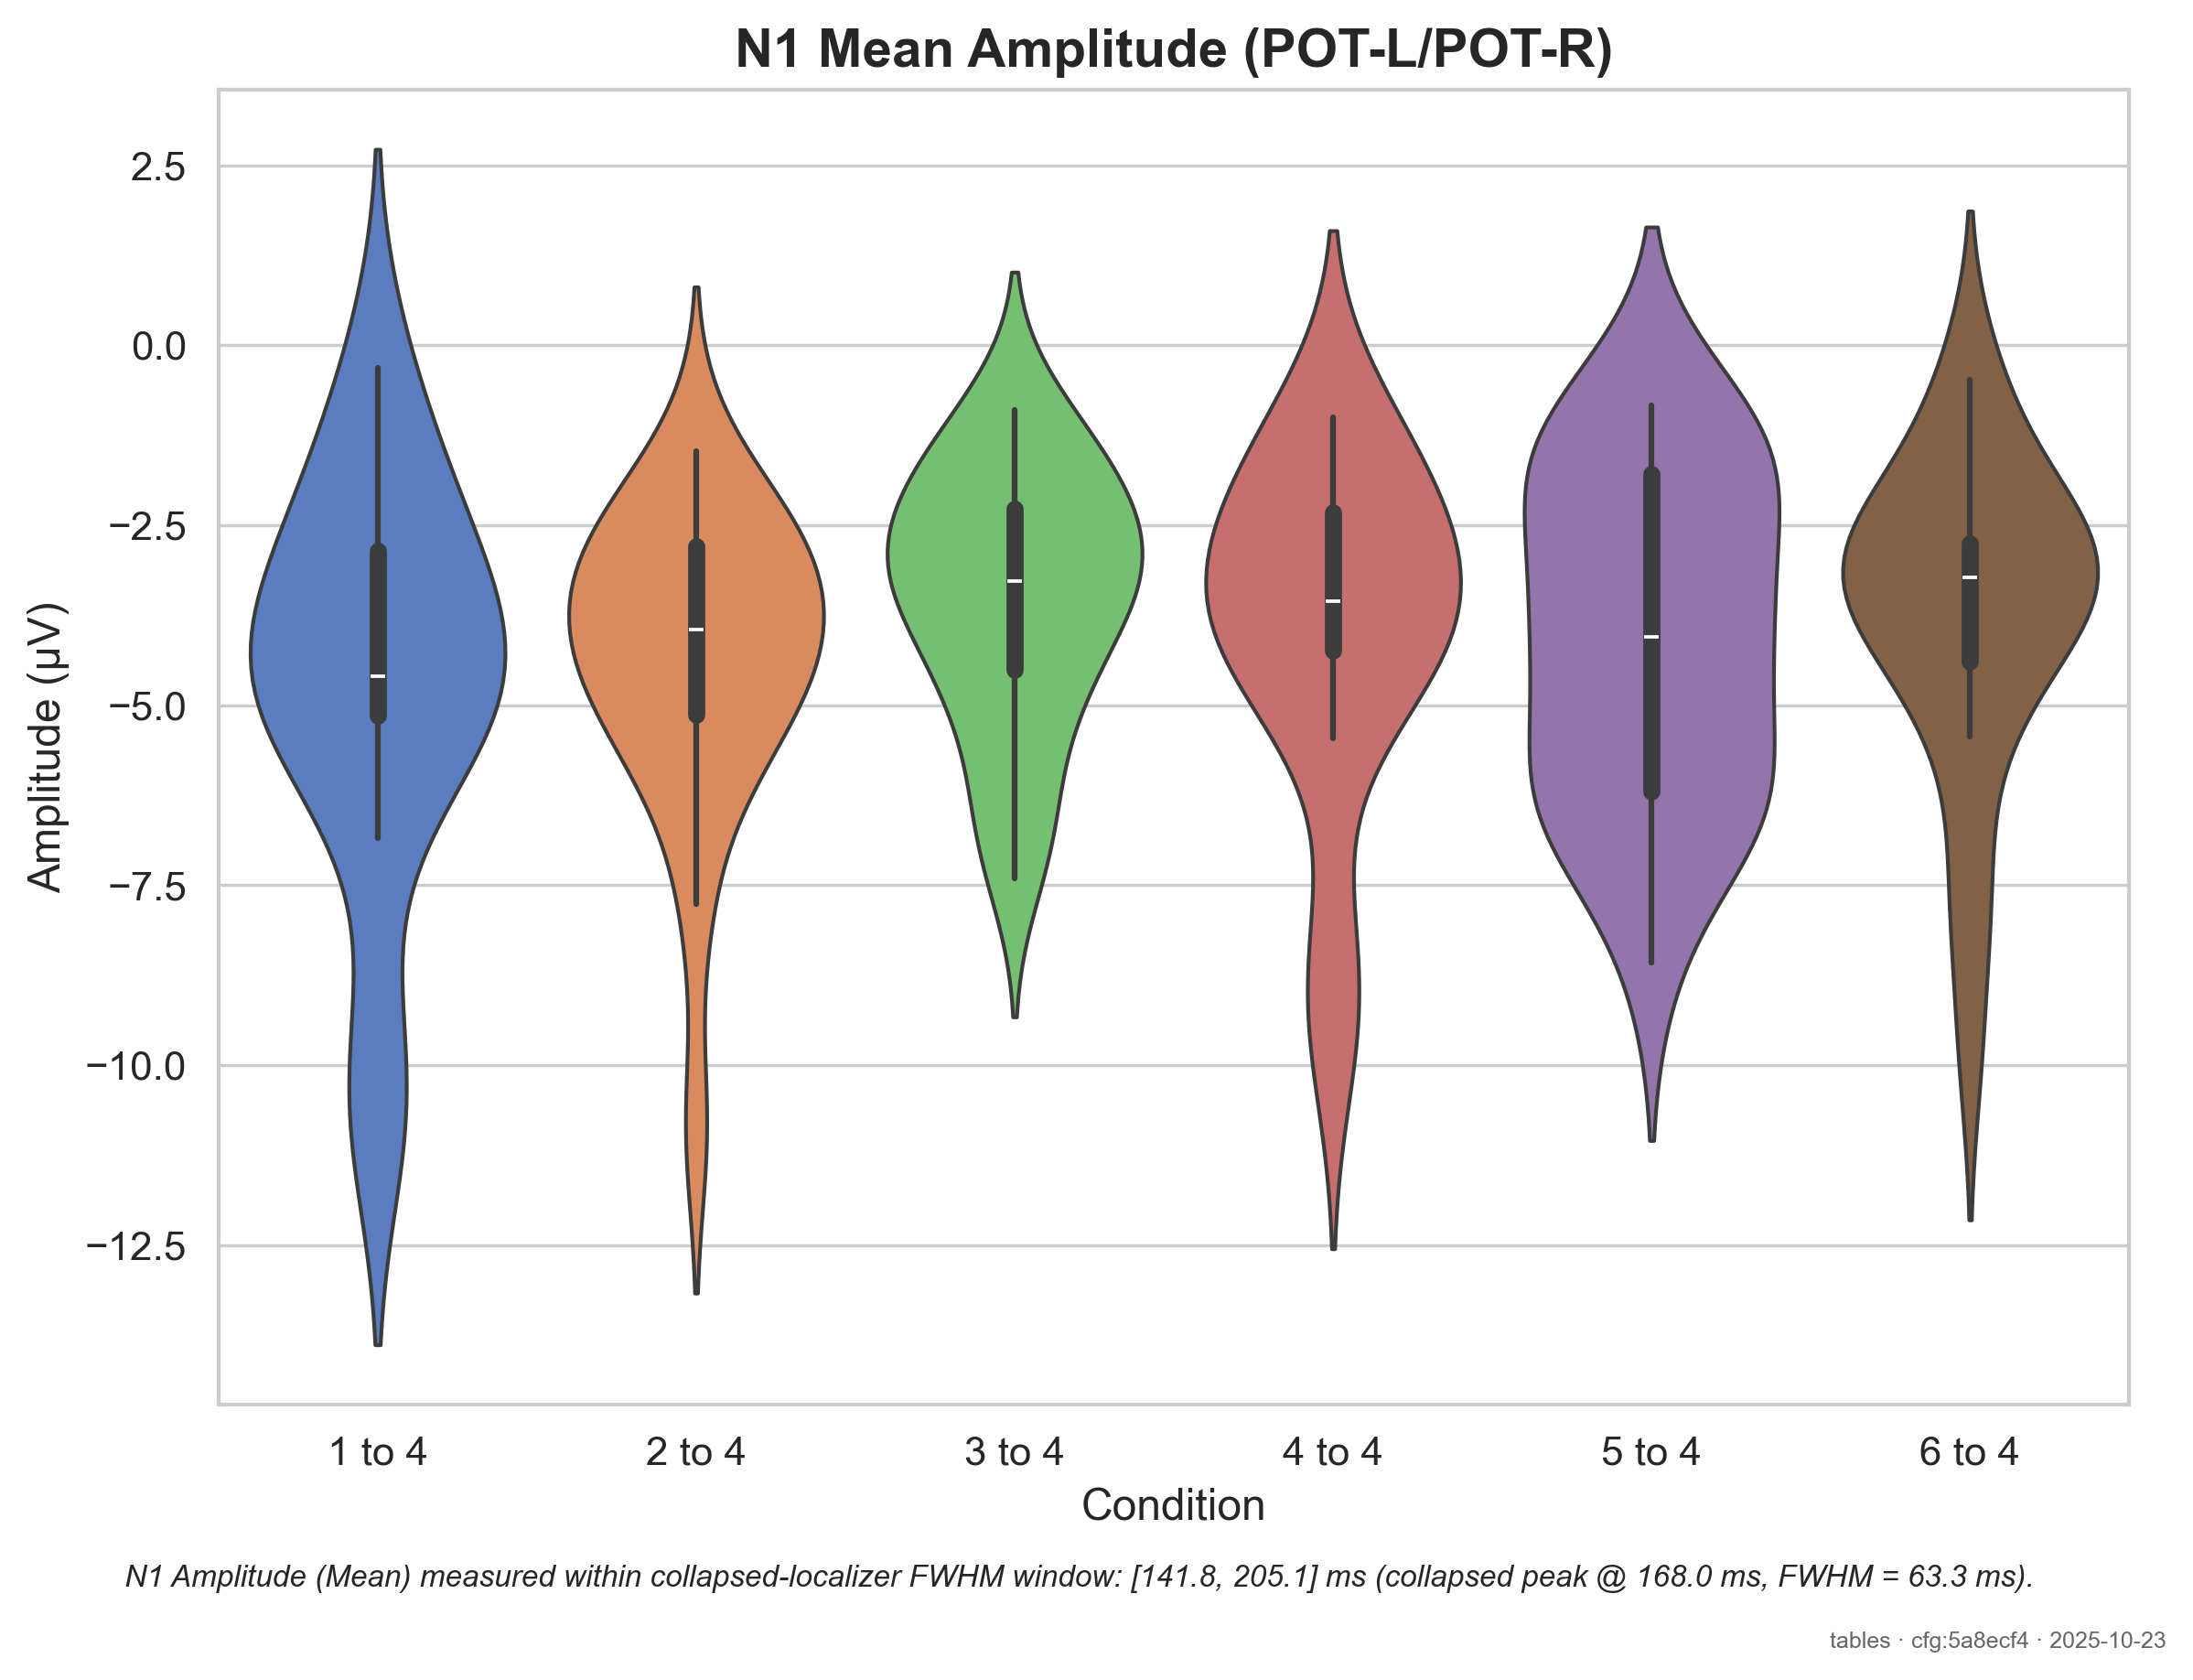 N1 Mean Amplitude (POT-L/POT-R)
Amplitude (µV)
2.5
0.0
−2.5
−5.0
−7.5
−10.0
−12.5
1 to 4
2 to 4
3 to 4
4 to 4
5 to 4
6 to 4
Condition
N1 Amplitude (Mean) measured within collapsed-localizer FWHM window: [141.8, 205.1] ms (collapsed peak @ 168.0 ms, FWHM = 63.3 ms).
tables · cfg:5a8ecf4 · 2025-10-23